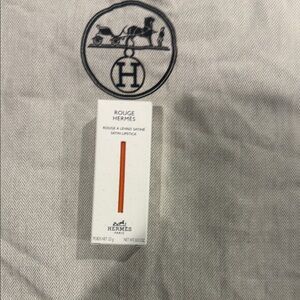 H
ROUGE
HERMÈS
ROUGE À LÈVRES SATINÉ
SATIN LIPSTICK
HERMÈS
PARIS